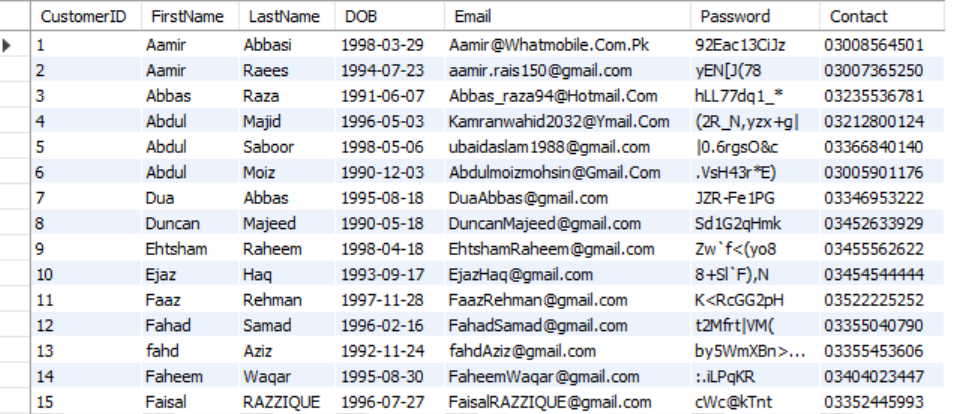 CustomerID FirstName LastName DOB Email Password Contact
1 Aamir Abbasi 1998-03-29 Aamir@Whatmobile.Com.Pk 92Eac13CiJz 03008564501
2 Aamir Raees 1994-07-23 aamir.rais150@gmail.com yEN[J(78 03007365250
3 Abbas Raza 1991-06-07 Abbas_raza94@Hotmail.Com hLL77dq1_* 03235536781
4 Abdul Majid 1996-05-03 Kamranwahid2032@Ymail.Com (2R_N,yzx+g| 03212800124
5 Abdul Saboor 1998-05-06 ubaidaslam1988@gmail.com |0.6rgsO&c 03366840140
6 Abdul Moiz 1990-12-03 Abdulmoizmohsin@Gmail.Com .VsH43r*E) 03005901176
7 Dua Abbas 1995-08-18 DuaAbbas@gmail.com JZR-Fe1PG 03346953222
8 Duncan Majeed 1990-05-18 DuncanMajeed@gmail.com Sd1G2qHmk 03452633929
9 Ehtsham Raheem 1998-04-18 EhtshamRaheem@gmail.com Zw`f<(yo8 03455562622
10 Ejaz Haq 1993-09-17 EjazHaq@gmail.com 8+Sl`F),N 03454544444
11 Faaz Rehman 1997-11-28 FaazRehman@gmail.com K<RcGG2pH 03522225252
12 Fahad Samad 1996-02-16 FahadSamad@gmail.com t2Mfrt|VM( 03355040790
13 fahd Aziz 1992-11-24 fahdAziz@gmail.com by5WmXBn>... 03355453606
14 Faheem Waqar 1995-08-30 FaheemWaqar@gmail.com :.iLPqKR 03404023447
15 Faisal RAZZIQUE 1996-07-27 FaisalRAZZIQUE@gmail.com cWc@kTnt 03352445993